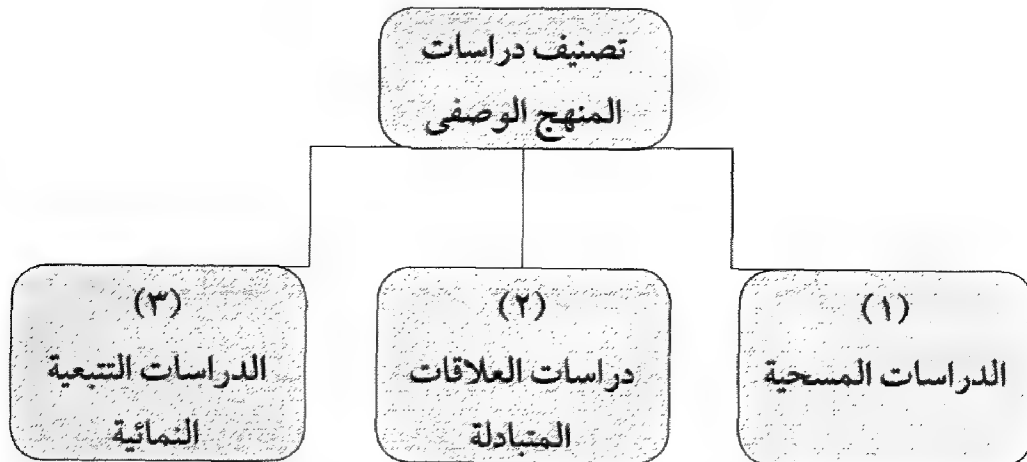 تصنيف دراسات
المنهج الوصفى
(١)
الدراسات المسحية
(٢)
دراسات العلاقات
المتبادلة
(٣)
الدراسات التتبعية
النمائية